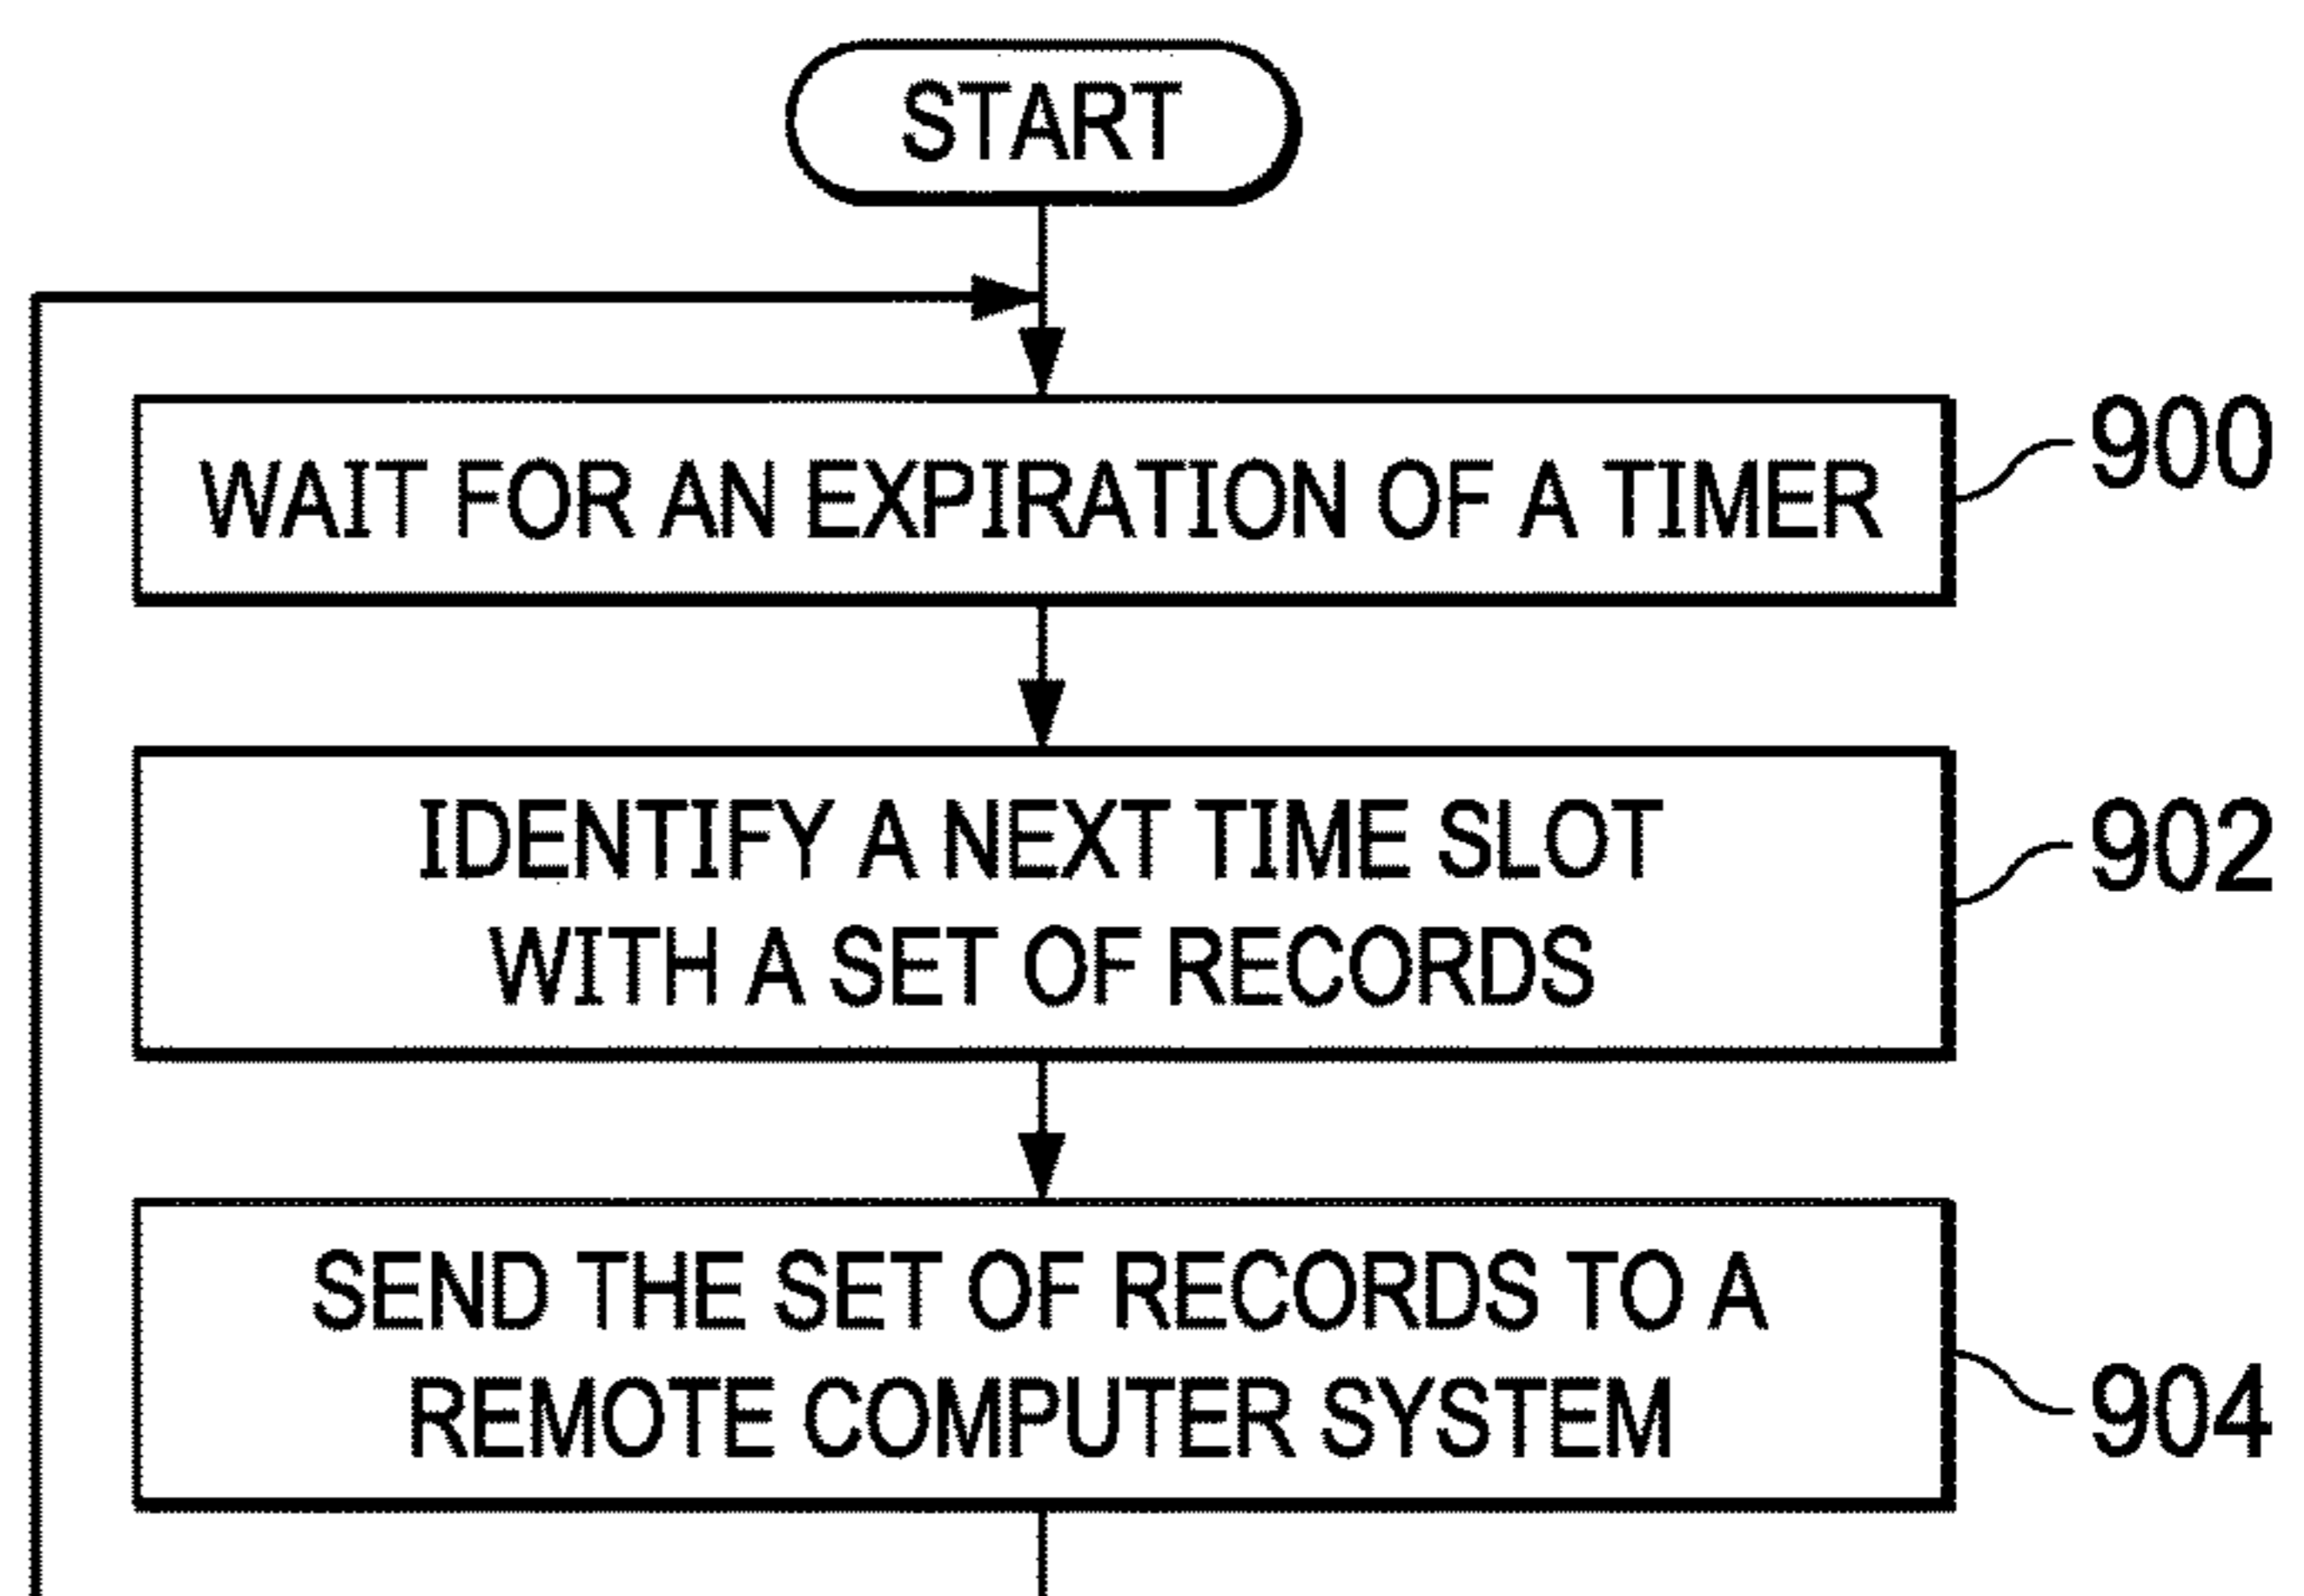 START
WAIT FOR AN EXPIRATION OF A TIMER
900
IDENTIFY A NEXT TIME SLOT
WITH A SET OF RECORDS
902
SEND THE SET OF RECORDS TO A
REMOTE COMPUTER SYSTEM
904